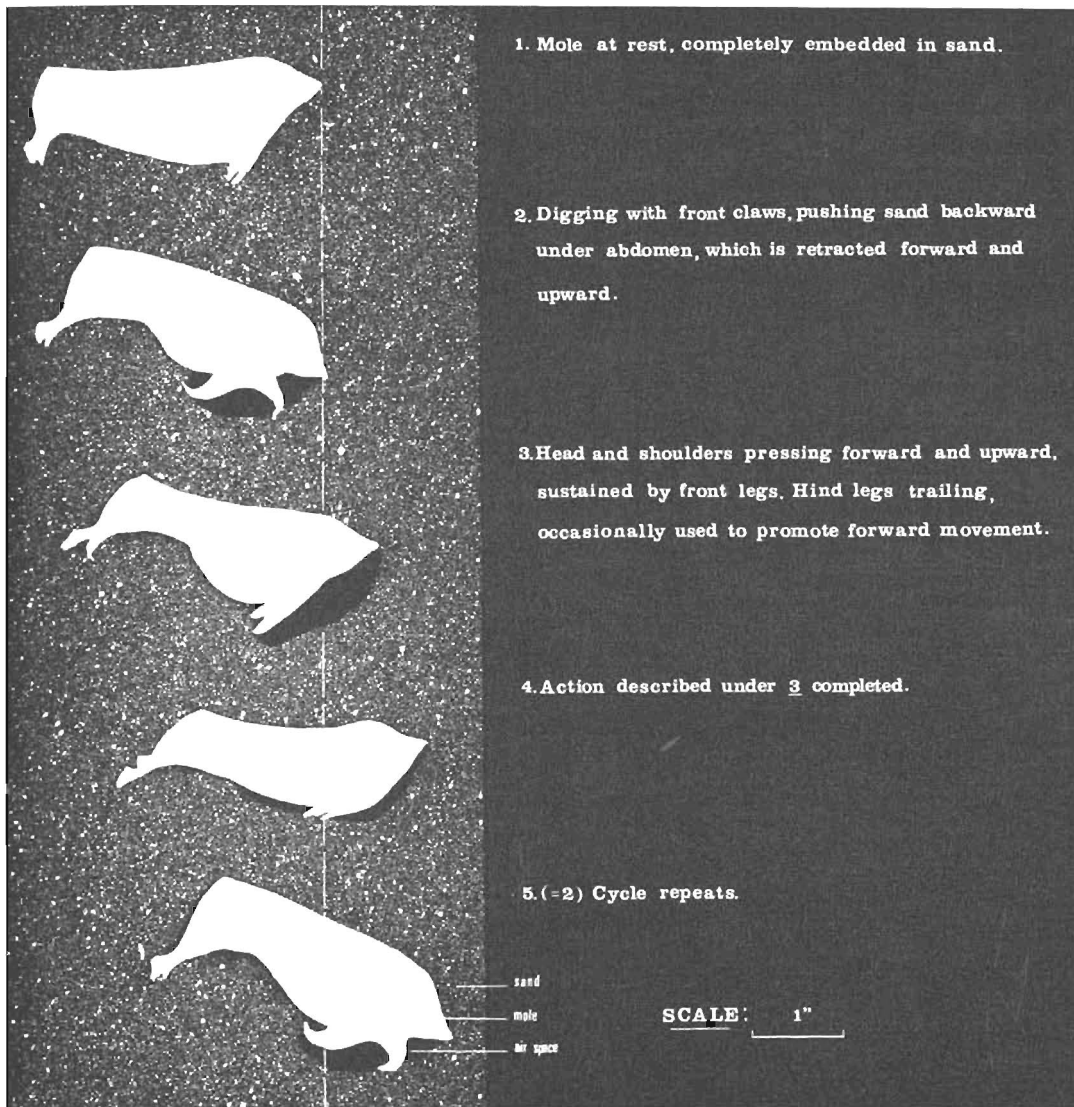 1. Mole at rest, completely embedded in sand.
2. Digging with front claws, pushing sand backward
under abdomen, which is retracted forward and
upward.
3. Head and shoulders pressing forward and upward,
sustained by front legs. Hind legs trailing,
occasionally used to promote forward movement.
4. Action described under 3 completed.
5. (=2) Cycle repeats.
sand
mole
air space
SCALE: 1"